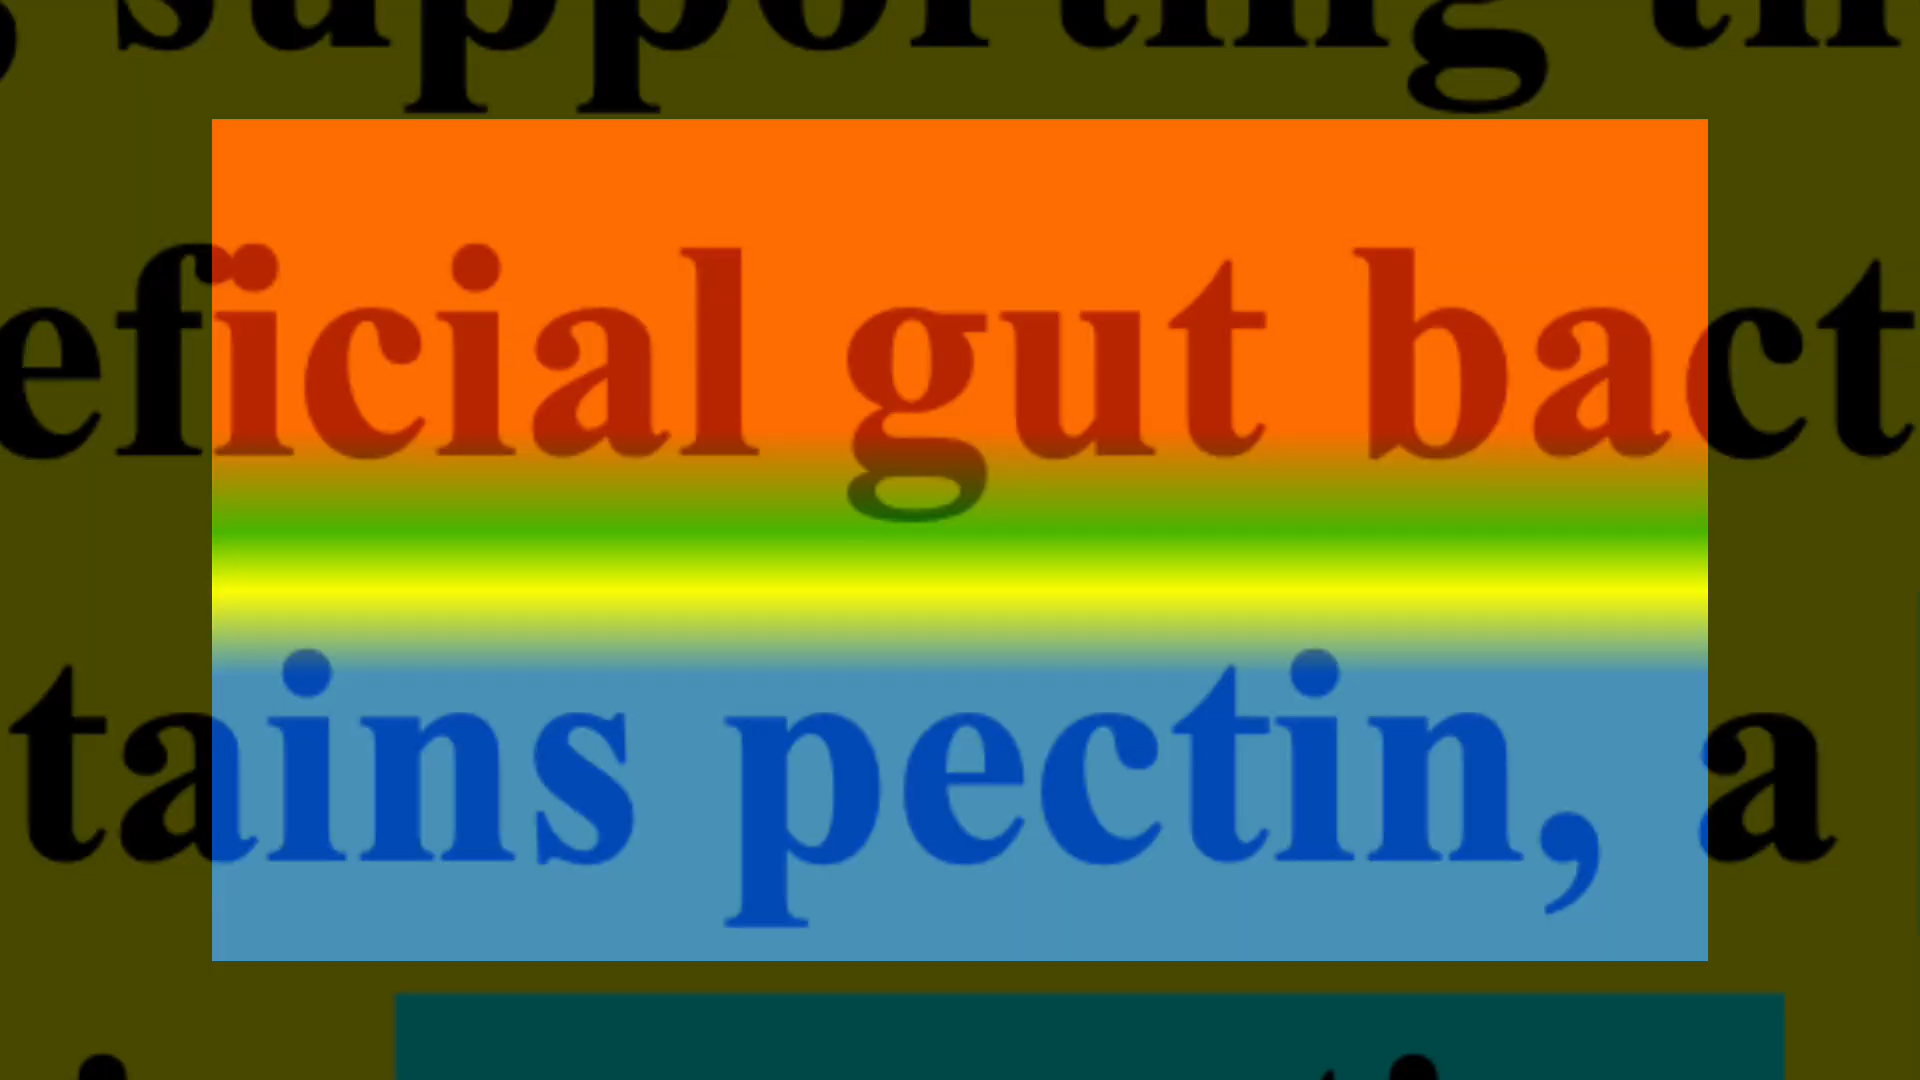 supporting th
eficial gut bact
tains pectin, a